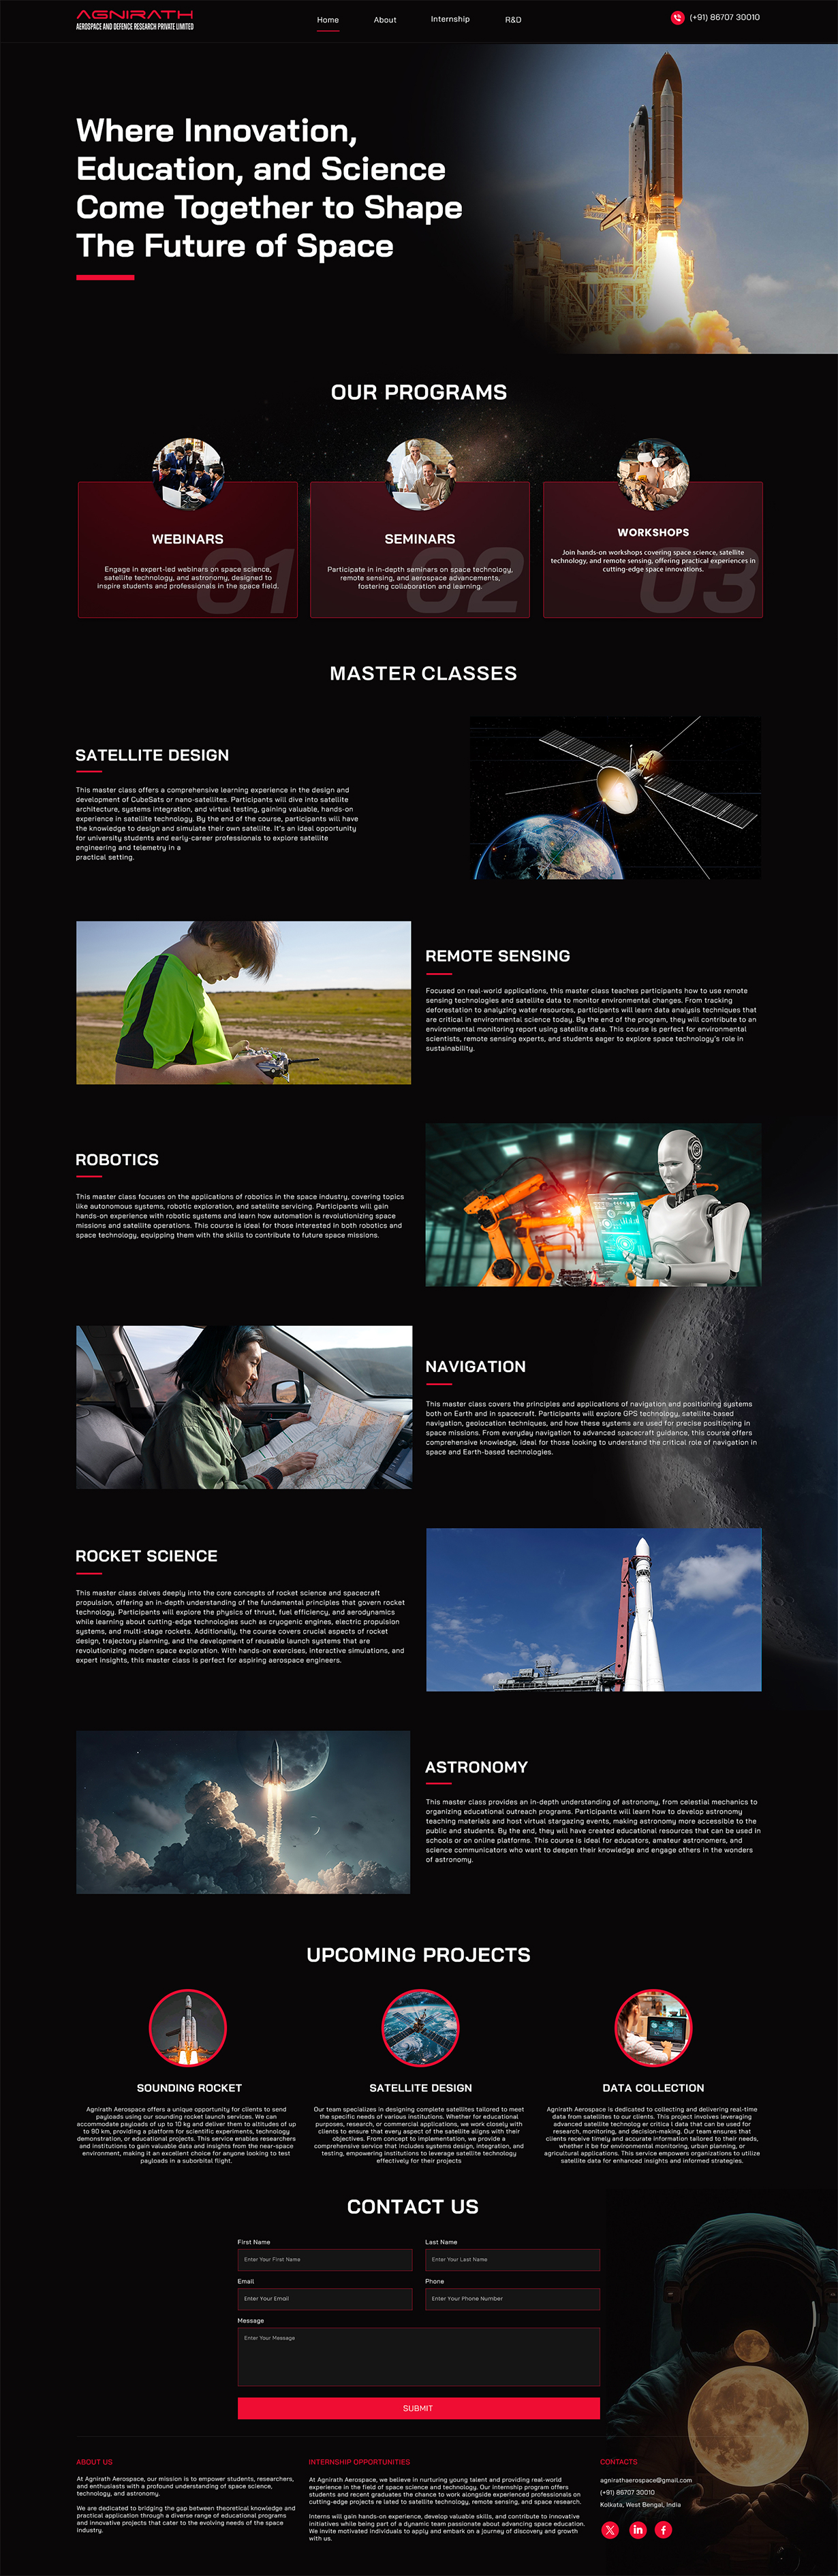 AGNIRATH
AEROSPACE AND DEFENCE RESEARCH PRIVATE LIMITED
Home
About
Internship
R&D
(+91) 86707 30010
Where Innovation,
Education, and Science
Come Together to Shape
The Future of Space
OUR PROGRAMS
01
WEBINARS
Engage in expert-led webinars on space science,
satellite technology, and astronomy, designed to
inspire students and professionals in the space field.
02
SEMINARS
Participate in in-depth seminars on space technology,
remote sensing, and aerospace advancements,
fostering collaboration and learning.
03
WORKSHOPS
Join hands-on workshops covering space science, satellite
technology, and remote sensing, offering practical experiences in
cutting-edge space innovations.
MASTER CLASSES
SATELLITE DESIGN
This master class offers a comprehensive learning experience in the design and
development of CubeSats or nano-satellites. Participants will dive into satellite
architecture, systems integration, and virtual testing, gaining valuable, hands-on
experience in satellite technology. By the end of the course, participants will have
the knowledge to design and simulate their own satellite. It's an ideal opportunity
for university students and early-career professionals to explore satellite
engineering and telemetry in a
practical setting.
REMOTE SENSING
Focused on real-world applications, this master class teaches participants how to use remote
sensing technologies and satellite data to monitor environmental changes. From tracking
deforestation to analyzing water resources, participants will learn data analysis techniques that
are critical in environmental science today. By the end of the program, they will contribute to an
environmental monitoring report using satellite data. This course is perfect for environmental
scientists, remote sensing experts, and students eager to explore space technology's role in
sustainability.
ROBOTICS
This master class focuses on the applications of robotics in the space industry, covering topics
like autonomous systems, robotic exploration, and satellite servicing. Participants will gain
hands-on experience with robotic systems and learn how automation is revolutionizing space
missions and satellite operations. This course is ideal for those interested in both robotics and
space technology, equipping them with the skills to contribute to future space missions.
NAVIGATION
This master class covers the principles and applications of navigation and positioning systems
both on Earth and in spacecraft. Participants will explore GPS technology, satellite-based
navigation, geolocation techniques, and how these systems are used for precise positioning in
space missions. From everyday navigation to advanced spacecraft guidance, this course offers
comprehensive knowledge, ideal for those looking to understand the critical role of navigation in
space and Earth-based technologies.
ROCKET SCIENCE
This master class delves deeply into the core concepts of rocket science and spacecraft
propulsion, offering an in-depth understanding of the fundamental principles that govern rocket
technology. Participants will explore the physics of thrust, fuel efficiency, and aerodynamics
while learning about cutting-edge technologies such as cryogenic engines, electric propulsion
systems, and multi-stage rockets. Additionally, the course covers crucial aspects of rocket
design, trajectory planning, and the development of reusable launch systems that are
revolutionizing modern space exploration. With hands-on exercises, interactive simulations, and
expert insights, this master class is perfect for aspiring aerospace engineers.
ASTRONOMY
This master class provides an in-depth understanding of astronomy, from celestial mechanics to
organizing educational outreach programs. Participants will learn how to develop astronomy
teaching materials and host virtual stargazing events, making astronomy more accessible to the
public and students. By the end, they will have created educational resources that can be used in
schools or on online platforms. This course is ideal for educators, amateur astronomers, and
science communicators who want to deepen their knowledge and engage others in the wonders
of astronomy.
UPCOMING PROJECTS
SOUNDING ROCKET
Agnirath Aerospace offers a unique opportunity for clients to send
payloads using our sounding rocket launch services. We can
accommodate payloads of up to 10 kg and deliver them to altitudes of up
to 90 km, providing a platform for scientific experiments, technology
demonstration, or educational projects. This service enables researchers
and institutions to gain valuable data and insights from the near-space
environment, making it an excellent choice for anyone looking to test
payloads in a suborbital flight.
SATELLITE DESIGN
Our team specializes in designing complete satellites tailored to meet
the specific needs of various institutions. Whether for educational
purposes, research, or commercial applications, we work closely with
clients to ensure that every aspect of the satellite aligns with their
objectives. From concept to implementation, we provide a
comprehensive service that includes systems design, integration, and
testing, empowering institutions to leverage satellite technology
effectively for their projects
DATA COLLECTION
Agnirath Aerospace is dedicated to collecting and delivering real-time
data from satellites to our clients. This project involves leveraging
advanced satellite technolog er critica l data that can be used for
research, monitoring, and decision-making. Our team ensures that
clients receive timely and accurate information tailored to their needs,
whether it be for environmental monitoring, urban planning, or
agricultural applications. This service empowers organizations to utilize
satellite data for enhanced insights and informed strategies.
CONTACT US
First Name
Last Name
Enter Your First Name
Enter Your Last Name
Email
Phone
Enter Your Email
Enter Your Phone Number
Message
Enter Your Message
SUBMIT
ABOUT US
At Agnirath Aerospace, our mission is to empower students, researchers,
and enthusiasts with a profound understanding of space science,
technology, and astronomy.
We are dedicated to bridging the gap between theoretical knowledge and
practical application through a diverse range of educational programs
and innovative projects that cater to the evolving needs of the space
industry.
INTERNSHIP OPPORTUNITIES
At Agnirath Aerospace, we believe in nurturing young talent and providing real-world
experience in the field of space science and technology. Our internship program offers
students and recent graduates the chance to work alongside experienced professionals on
cutting-edge projects re lated to satellite technology, remote sensing, and space research.
Interns will gain hands-on experience, develop valuable skills, and contribute to innovative
initiatives while being part of a dynamic team passionate about advancing space education.
We invite motivated individuals to apply and embark on a journey of discovery and growth
with us.
CONTACTS
agnirathaerospace@gmail.com
(+91) 86707 30010
Kolkata, West Bengal, India